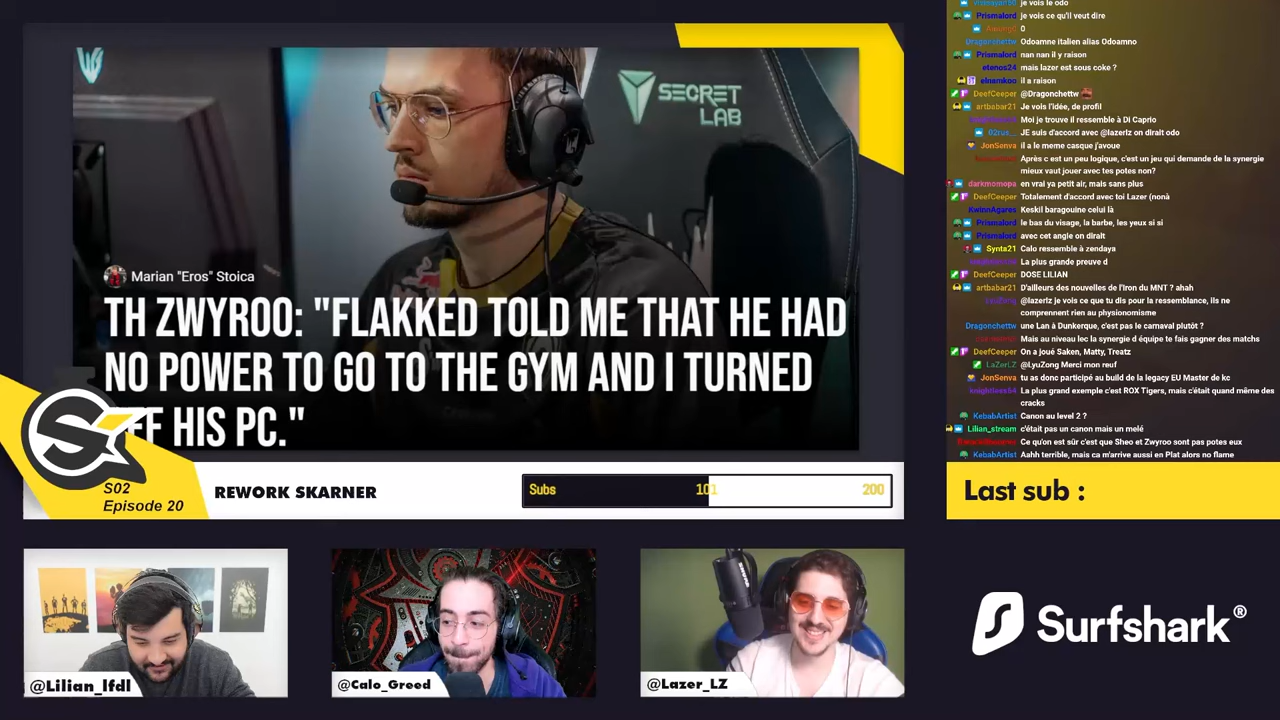 SECRET
LAB
Marian "Eros" Stoica
TH ZWYROO: "FLAKKED TOLD ME THAT HE HAD
NO POWER TO GO TO THE GYM AND I TURNED
HIS PC."
S02
Episode 20
REWORK SKARNER
Subs 101 200
@Lilian_lfdl
@Calo_Greed
@Lazer_LZ
je vois le odo
Prismalord je vois ce qu'il veut dire
0
Dragonchettw Odoamne italien alias Odoamno
Prismalord nan nan il y raison
etenos24 mais lazer est sous coke ?
elnamkoo il a raison
DeefCeeper @Dragonchettw
artbabar21 Je vois l'idée, de profil
Moi je trouve il ressemble à Di Caprio
02rus__ JE suis d'accord avec @lazerlz on dirait odo
JonSenva il a le meme casque j'avoue
Après c est un peu logique, c'est un jeu qui demande de la synergie
mieux vaut jouer avec tes potes non?
darkmomopa en vrai ya petit air, mais sans plus
DeefCeeper Totalement d'accord avec toi Lazer (nonà
KwinnAgares Keskil baragouine celui là
Prismalord le bas du visage, la barbe, les yeux si si
Prismalord avec cet angle on dirait
Synta21 Calo ressemble à zendaya
La plus grande preuve d
DeefCeeper DOSE LILIAN
artbabar21 D'ailleurs des nouvelles de l'Iron du MNT ? ahah
LyuZong @lazerlz je vois ce que tu dis pour la ressemblance, ils ne
comprennent rien au physionomisme
Dragonchettw une Lan à Dunkerque, c'est pas le carnaval plutôt ?
Mais au niveau lec la synergie d équipe te fais gagner des matchs
DeefCeeper On a joué Saken, Matty, Treatz
LaZerLZ @LyuZong Merci mon reuf
JonSenva tu as donc participé au build de la legacy EU Master de kc
La plus grand exemple c'est ROX Tigers, mais c'était quand même des
cracks
KebabArtist Canon au level 2 ?
Lilian_stream c'était pas un canon mais un melé
Ce qu'on est sûr c'est que Sheo et Zwyroo sont pas potes eux
KebabArtist Aahh terrible, mais ca m'arrive aussi en Plat alors no flame
Last sub :
Surfshark®